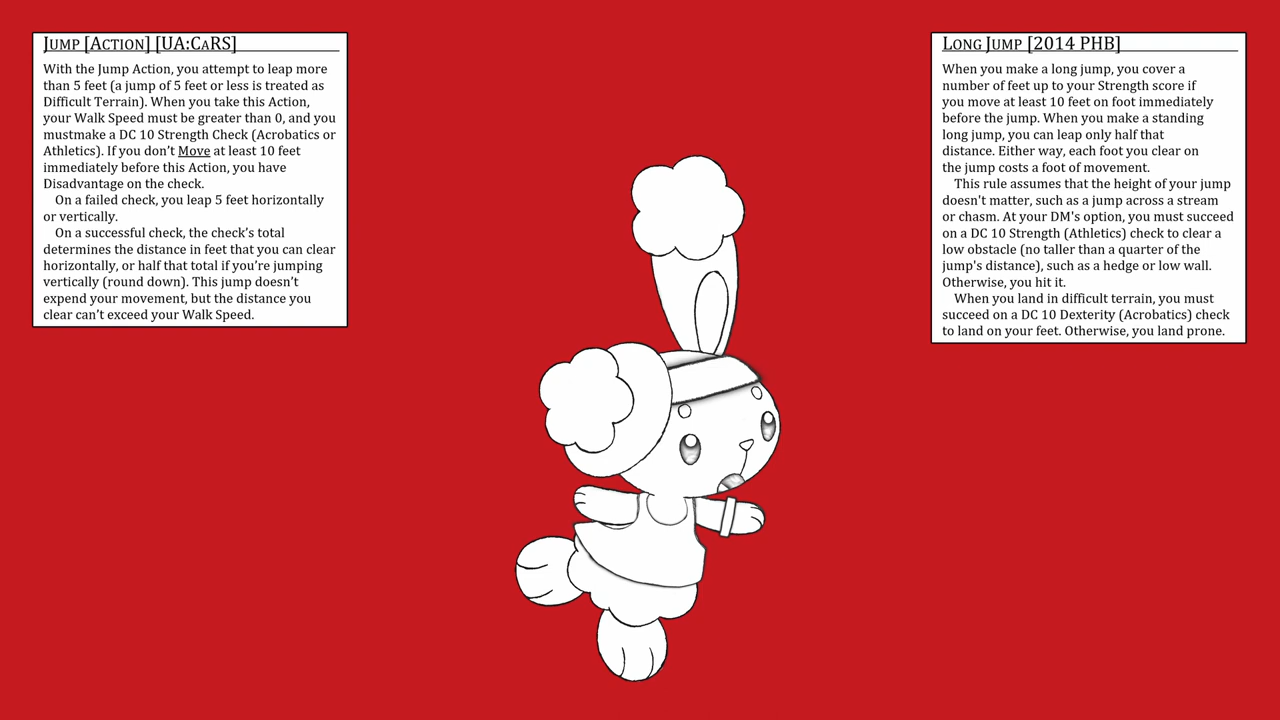 JUMP [ACTION] [UA:CARS]
With the Jump Action, you attempt to leap more
than 5 feet (a jump of 5 feet or less is treated as
Difficult Terrain). When you take this Action,
your Walk Speed must be greater than 0, and you
mustmake a DC 10 Strength Check (Acrobatics or
Athletics). If you don't Move at least 10 feet
immediately before this Action, you have
Disadvantage on the check.
On a failed check, you leap 5 feet horizontally
or vertically.
On a successful check, the check's total
determines the distance in feet that you can clear
horizontally, or half that total if you're jumping
vertically (round down). This jump doesn't
expend your movement, but the distance you
clear can't exceed your Walk Speed.
LONG JUMP [2014 PHB]
When you make a long jump, you cover a
number of feet up to your Strength score if
you move at least 10 feet on foot immediately
before the jump. When you make a standing
long jump, you can leap only half that
distance. Either way, each foot you clear on
the jump costs a foot of movement.
This rule assumes that the height of your jump
doesn't matter, such as a jump across a stream
or chasm. At your DM's option, you must succeed
on a DC 10 Strength (Athletics) check to clear a
low obstacle (no taller than a quarter of the
jump's distance), such as a hedge or low wall.
Otherwise, you hit it.
When you land in difficult terrain, you must
succeed on a DC 10 Dexterity (Acrobatics) check
to land on your feet. Otherwise, you land prone.